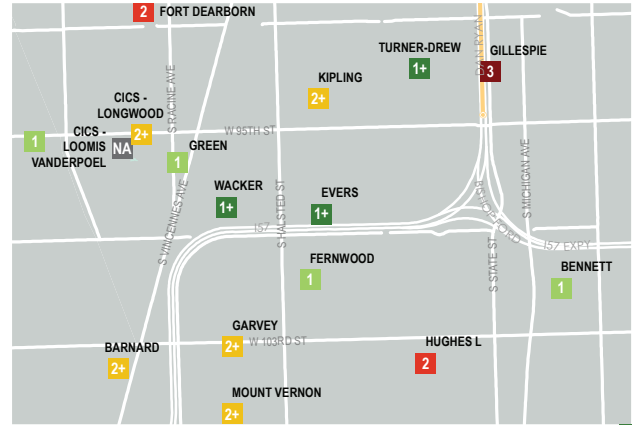 2 FORT DEARBORN
TURNER-DREW
1+
GILLESPIE
3
DAN RYAN
KIPLING
2+
S RACINE AVE
CICS -
LONGWOOD
2+
CICS -
LOOMIS
NA
1
VANDERPOEL
W 95TH ST
GREEN
1
S MICHIGAN AVE
WACKER
1+
EVERS
1+
S VINCENNES AVE
S HALSTED ST
I57
BISHOP FORD
I57 EXPY
S STATE ST
FERNWOOD
1
BENNETT
1
GARVEY
2+
W 103RD ST
HUGHES L
2
BARNARD
2+
MOUNT VERNON
2+